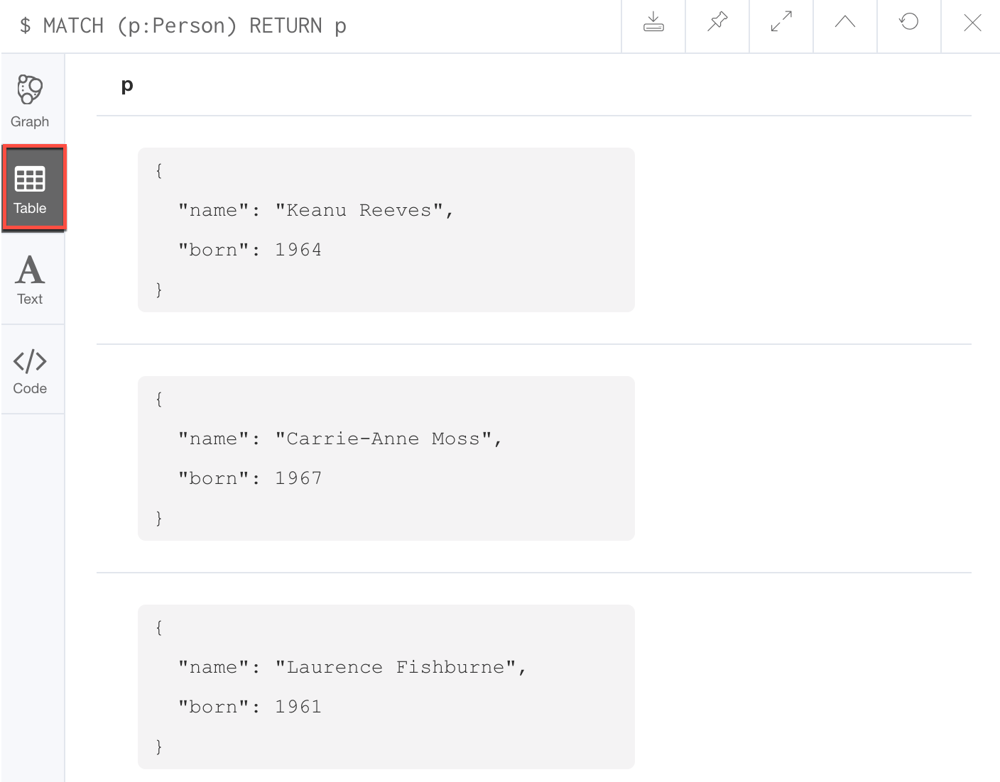 $ MATCH (p:Person) RETURN p
Graph
Table
Text
Code
p
{
"name": "Keanu Reeves",
"born": 1964
}
{
"name": "Carrie-Anne Moss",
"born": 1967
}
{
"name": "Laurence Fishburne",
"born": 1961
}